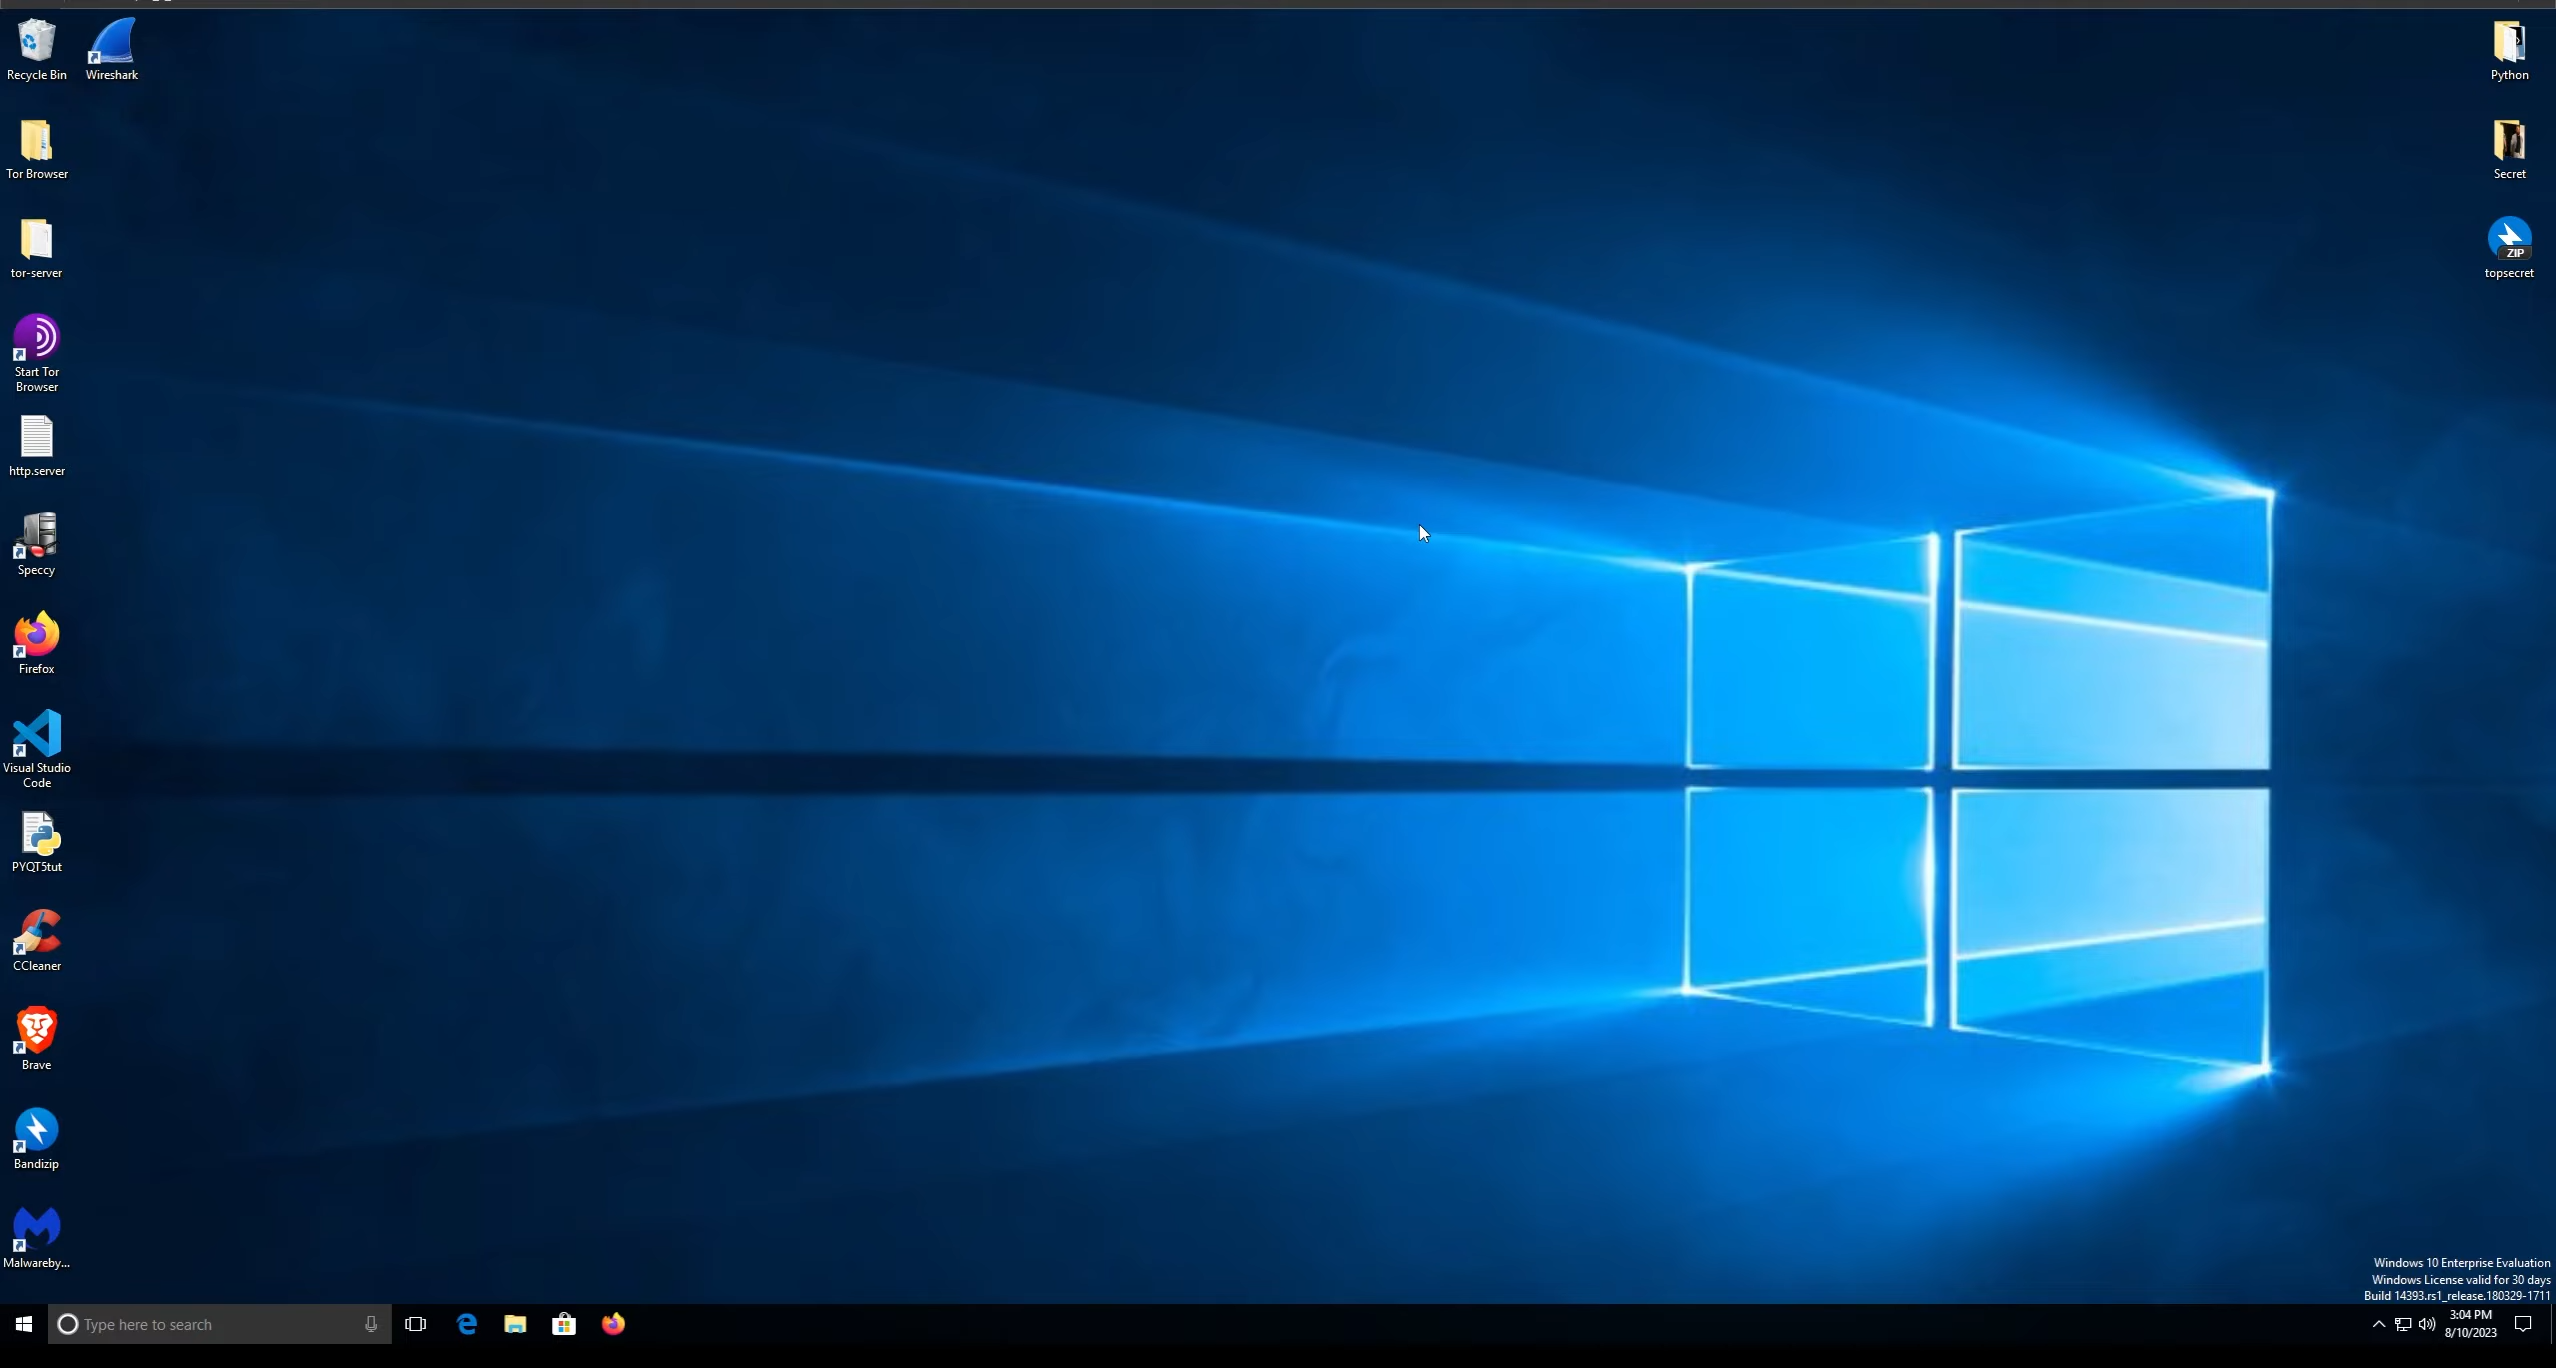 Recycle Bin
Wireshark
Tor Browser
tor-server
Start Tor
Browser
http.server
Speccy
Firefox
Visual Studio
Code
PYQT5tut
CCleaner
Brave
Bandizip
Malwareby...
Python
Secret
ZIP
topsecret
Windows 10 Enterprise Evaluation
Windows License valid for 30 days
Build 14393.rs1_release.180329-1711
Type here to search
3:04 PM
8/10/2023